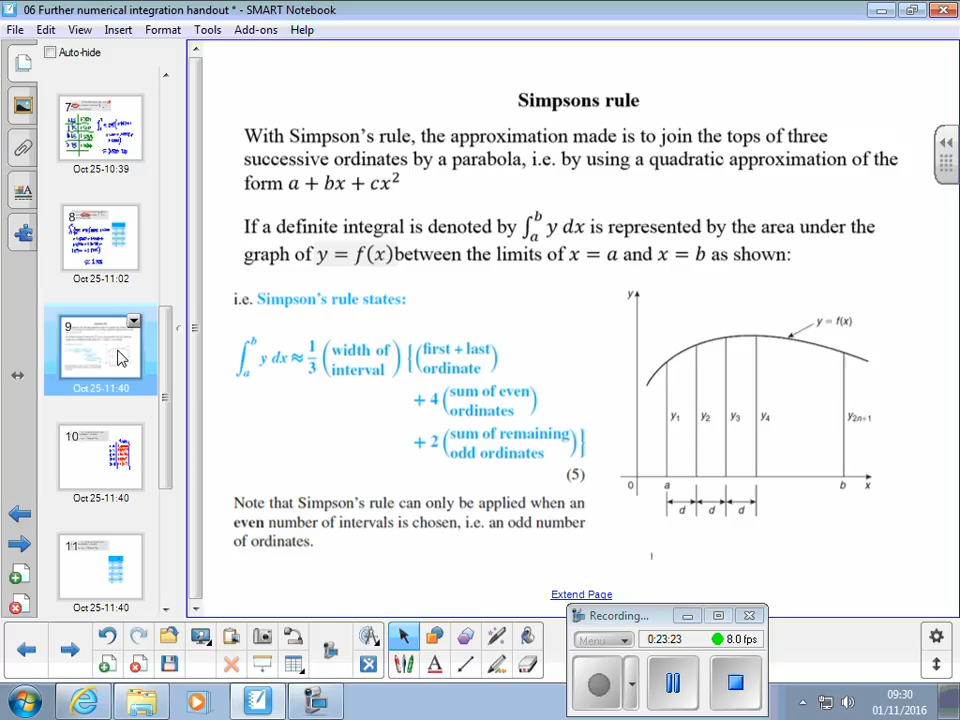 06 Further numerical integration handout * - SMART Notebook
File Edit View Insert Format Tools Add-ons Help
Auto-hide
7
Oct 25-10:39
8
Oct 25-11:02
9
Oct 25-11:40
10
Oct 25-11:40
11
Oct 25-11:40
Simpsons rule
With Simpson's rule, the approximation made is to join the tops of three
successive ordinates by a parabola, i.e. by using a quadratic approximation of the
form a + bx + cx²
If a definite integral is denoted by ∫_a^b y dx is represented by the area under the
graph of y = f(x)between the limits of x = a and x = b as shown:
i.e. Simpson's rule states:
∫_a^b y dx ≈ 1/3 (width of interval) {(first + last ordinate)
+ 4 (sum of even ordinates)
+ 2 (sum of remaining odd ordinates)}
(5)
Note that Simpson's rule can only be applied when an
even number of intervals is chosen, i.e. an odd number
of ordinates.
y
y = f(x)
y₁ y₂ y₃ y₄ y₂ₙ₊₁
0 a b x
d d d
Extend Page
Recording...
Menu
0:23:23
8.0 fps
A
09:30
01/11/2016